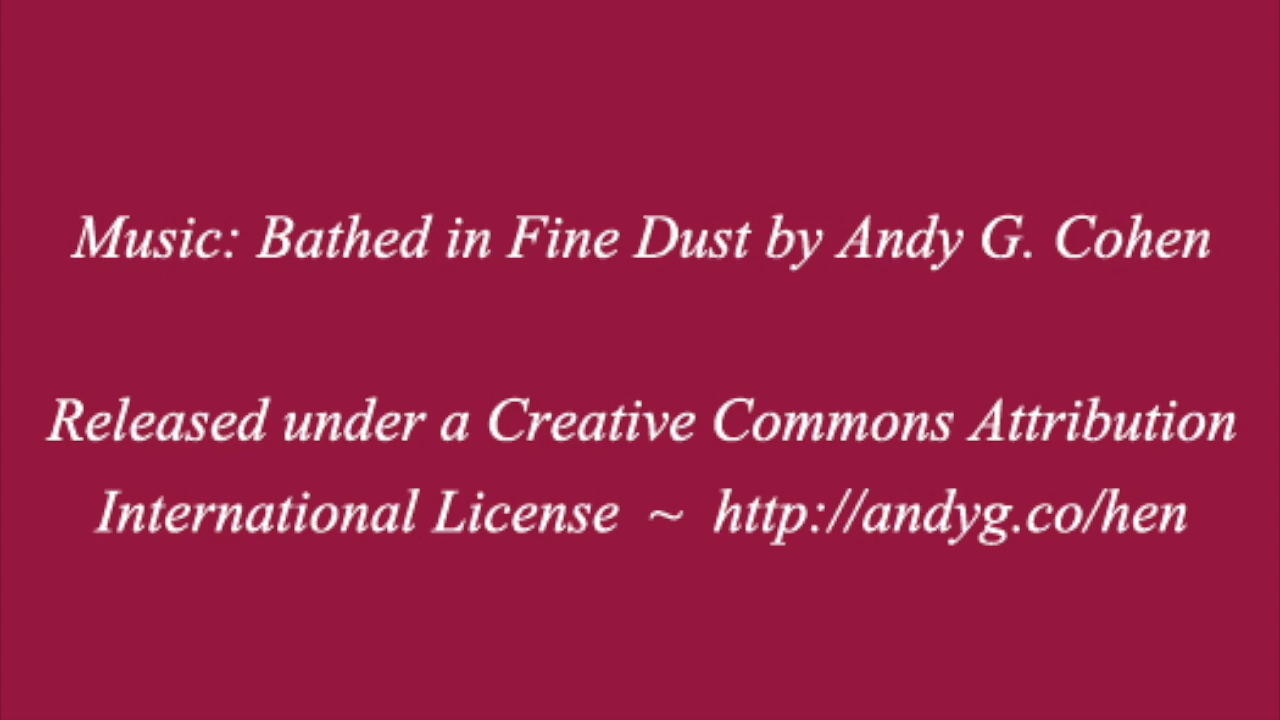 Music: Bathed in Fine Dust by Andy G. Cohen
Released under a Creative Commons Attribution
International License ~ http://andyg.co/hen